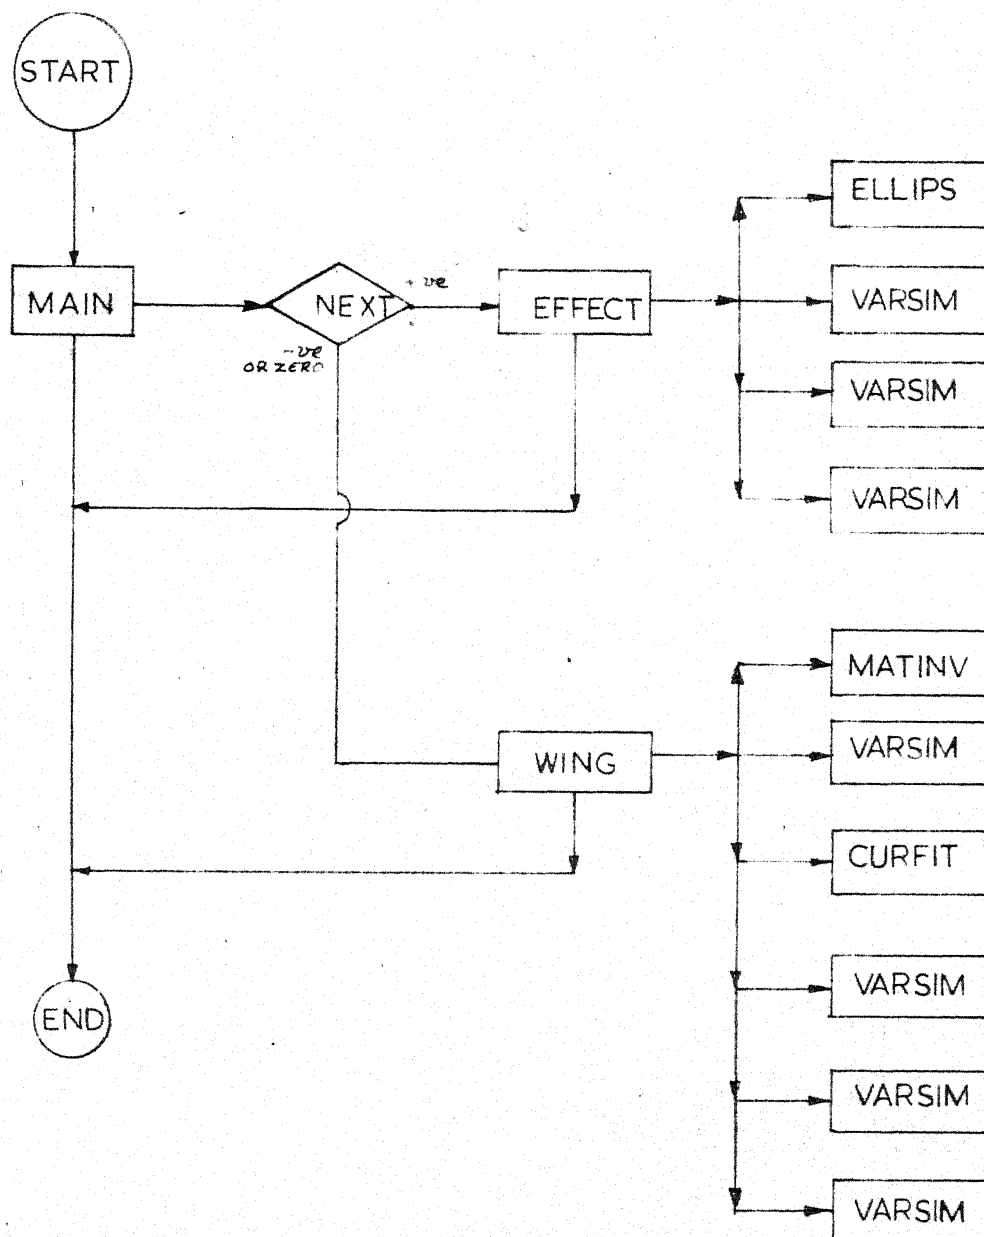 START
ELLIPS
MAIN
NEXT
+ve
EFFECT
VARSIM
-ve
OR ZERO
VARSIM
VARSIM
MATINV
WING
VARSIM
CURFIT
VARSIM
END
VARSIM
VARSIM